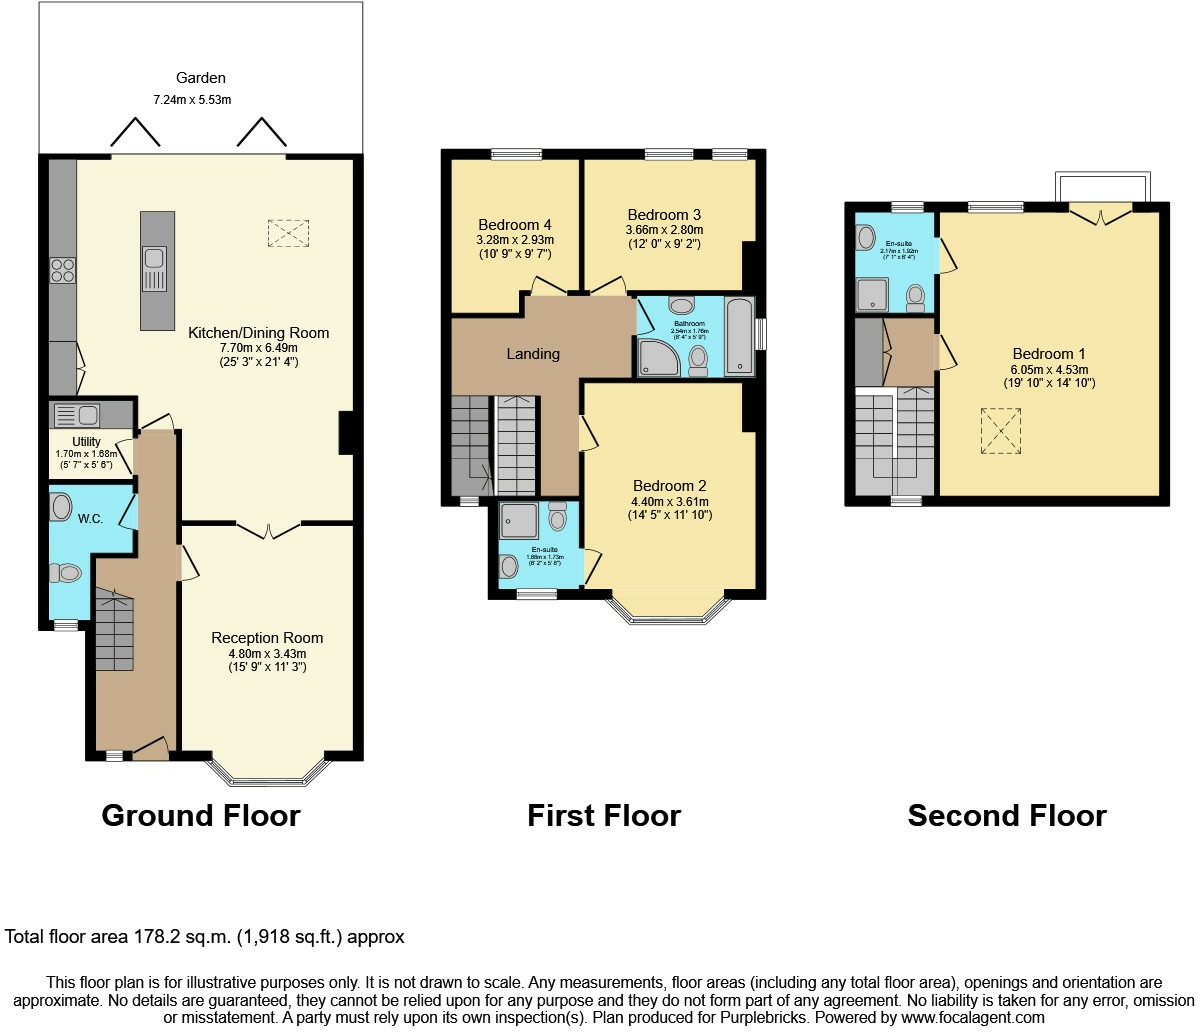 Garden
7.24m x 5.53m
Kitchen/Dining Room
7.70m x 6.49m
(25' 3" x 21' 4")
Utility
1.70m x 1.68m
(5' 7" x 5' 6")
W.C.
Reception Room
4.80m x 3.43m
(15' 9" x 11' 3")
Ground Floor
Bedroom 4
3.28m x 2.93m
(10' 9" x 9' 7")
Bedroom 3
3.66m x 2.80m
(12' 0" x 9' 2")
Landing
Bathroom
2.54m x 1.76m
(8' 4" x 5' 9")
Bedroom 2
4.40m x 3.61m
(14' 5" x 11' 10")
En-suite
1.88m x 1.73m
(6' 2" x 5' 8")
First Floor
En-suite
2.17m x 1.92m
(7' 1" x 6' 4")
Bedroom 1
6.05m x 4.53m
(19' 10" x 14' 10")
Second Floor
Total floor area 178.2 sq.m. (1,918 sq.ft.) approx
This floor plan is for illustrative purposes only. It is not drawn to scale. Any measurements, floor areas (including any total floor area), openings and orientation are
approximate. No details are guaranteed, they cannot be relied upon for any purpose and they do not form part of any agreement. No liability is taken for any error, omission
or misstatement. A party must rely upon its own inspection(s). Plan produced for Purplebricks. Powered by www.focalagent.com